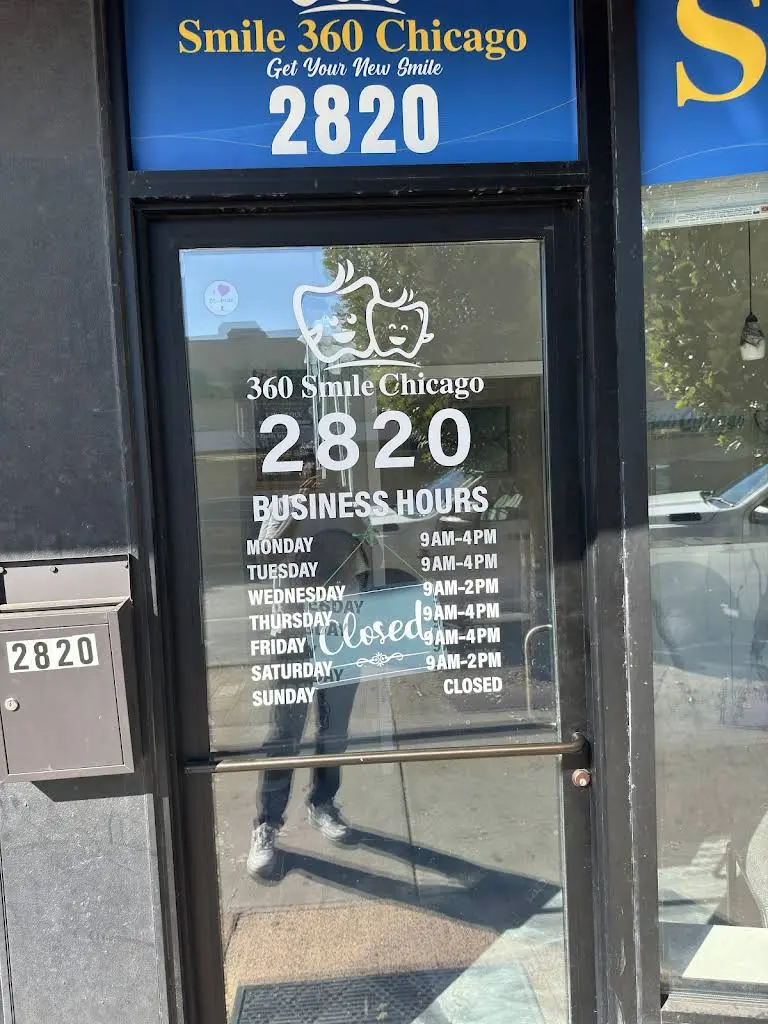 Smile 360 Chicago
Get Your New Smile
2820
S
360 Smile Chicago
2820
BUSINESS HOURS
MONDAY 9AM-4PM
TUESDAY 9AM-4PM
WEDNESDAY 9AM-2PM
THURSDAY 9AM-4PM
FRIDAY 9AM-4PM
SATURDAY 9AM-2PM
SUNDAY CLOSED
Closed
2820